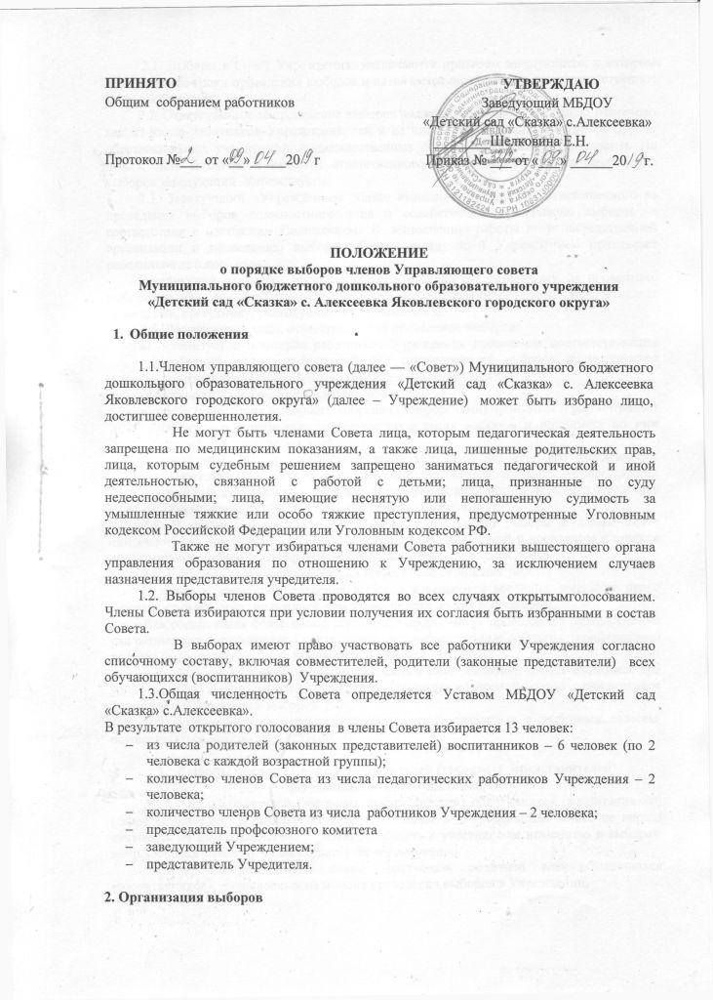 ПРИНЯТО УТВЕРЖДАЮ
Общим собранием работников Заведующий МБДОУ
«Детский сад «Сказка» с.Алексеевка»
Шелковина Е.Н.
Протокол № 2 от «09» 04 2019 г Приказ № от «09» 04 2019 г.
ПОЛОЖЕНИЕ
о порядке выборов членов Управляющего совета
Муниципального бюджетного дошкольного образовательного учреждения
«Детский сад «Сказка» с. Алексеевка Яковлевского городского округа»
1. Общие положения
1.1.Членом управляющего совета (далее — «Совет») Муниципального бюджетного
дошкольного образовательного учреждения «Детский сад «Сказка» с. Алексеевка
Яковлевского городского округа» (далее – Учреждение) может быть избрано лицо,
достигшее совершеннолетия.
Не могут быть членами Совета лица, которым педагогическая деятельность
запрещена по медицинским показаниям, а также лица, лишенные родительских прав,
лица, которым судебным решением запрещено заниматься педагогической и иной
деятельностью, связанной с работой с детьми; лица, признанные по суду
недееспособными; лица, имеющие неснятую или непогашенную судимость за
умышленные тяжкие или особо тяжкие преступления, предусмотренные Уголовным
кодексом Российской Федерации или Уголовным кодексом РФ.
Также не могут избираться членами Совета работники вышестоящего органа
управления образования по отношению к Учреждению, за исключением случаев
назначения представителя учредителя.
1.2. Выборы членов Совета проводятся во всех случаях открытымголосованием.
Члены Совета избираются при условии получения их согласия быть избранными в состав
Совета.
В выборах имеют право участвовать все работники Учреждения согласно
списочному составу, включая совместителей, родители (законные представители) всех
обучающихся (воспитанников) Учреждения.
1.3.Общая численность Совета определяется Уставом МБДОУ «Детский сад
«Сказка» с.Алексеевка».
В результате открытого голосования в члены Совета избирается 13 человек:
– из числа родителей (законных представителей) воспитанников – 6 человек (по 2
человека с каждой возрастной группы);
– количество членов Совета из числа педагогических работников Учреждения – 2
человека;
– количество членов Совета из числа работников Учреждения – 2 человека;
– председатель профсоюзного комитета
– заведующий Учреждением;
– представитель Учредителя.
2. Организация выборов